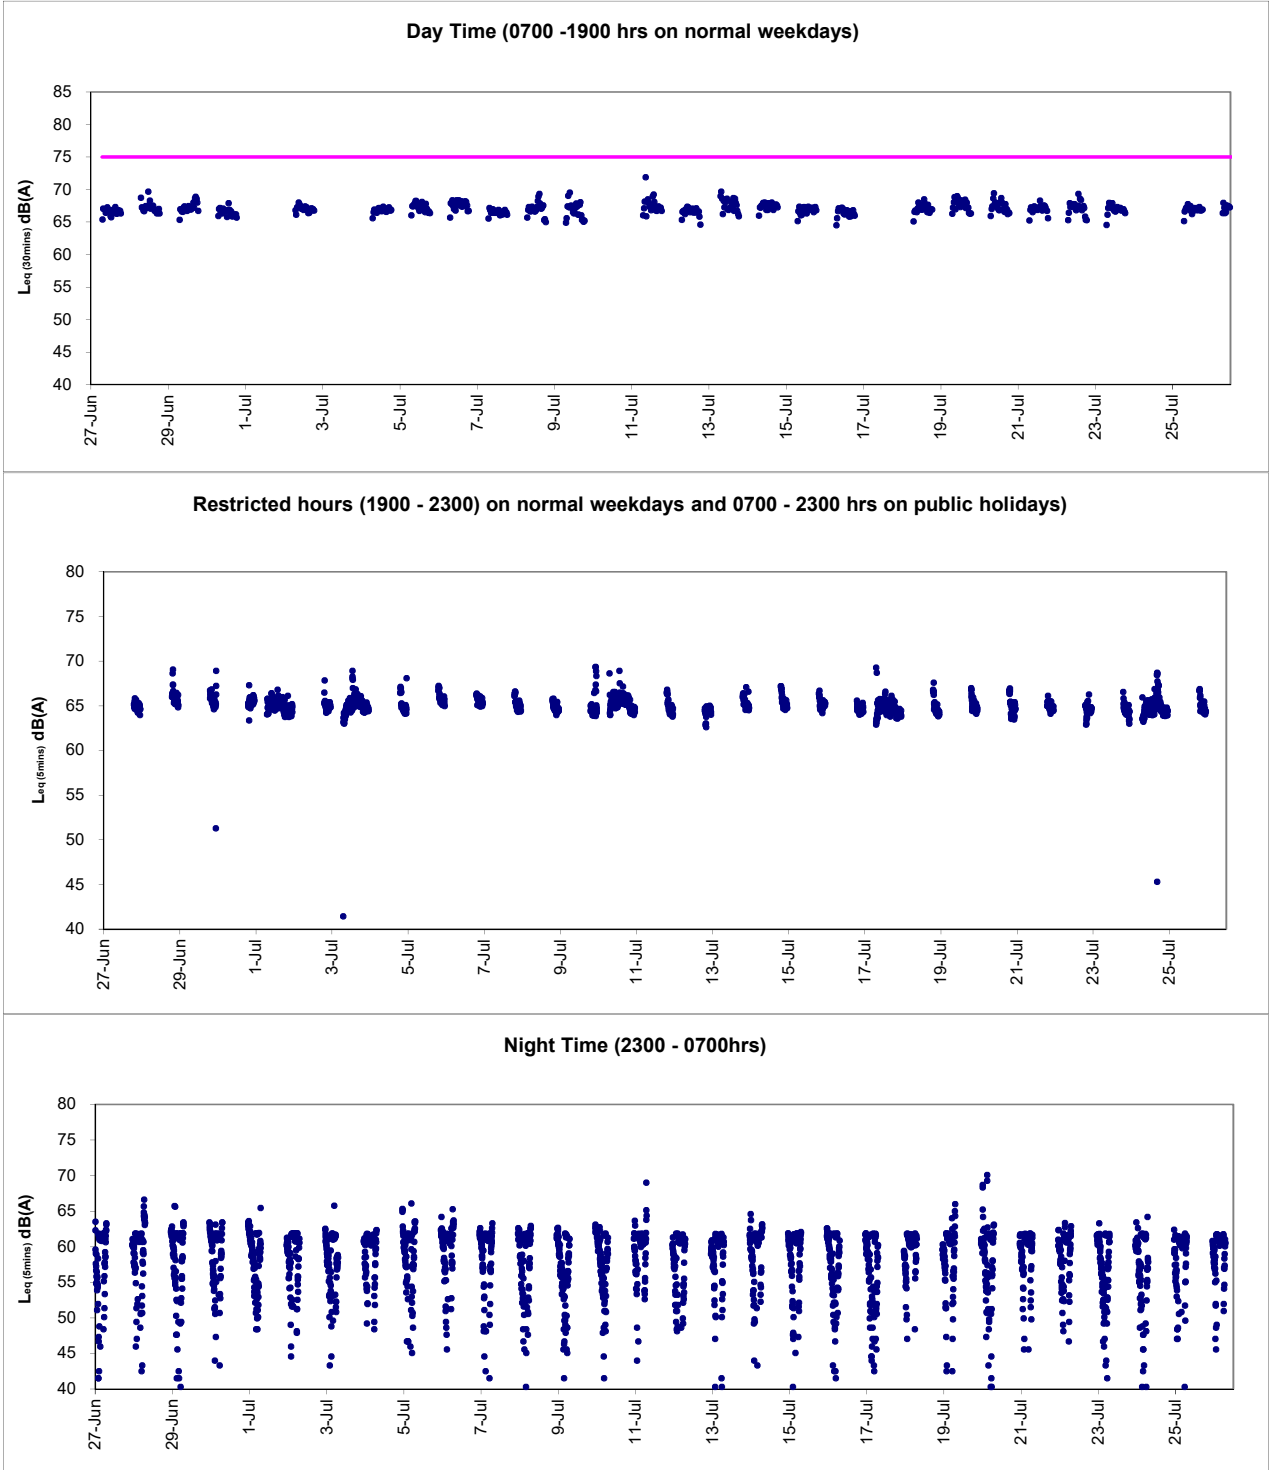 Day Time (0700 -1900 hrs on normal weekdays)
85
80
75
70
65
60
55
50
45
40
Leq (30mins) dB(A)
27-Jun
29-Jun
1-Jul
3-Jul
5-Jul
7-Jul
9-Jul
11-Jul
13-Jul
15-Jul
17-Jul
19-Jul
21-Jul
23-Jul
25-Jul
Restricted hours (1900 - 2300) on normal weekdays and 0700 - 2300 hrs on public holidays)
80
75
70
65
60
55
50
45
40
Leq (5mins) dB(A)
27-Jun
29-Jun
1-Jul
3-Jul
5-Jul
7-Jul
9-Jul
11-Jul
13-Jul
15-Jul
17-Jul
19-Jul
21-Jul
23-Jul
25-Jul
Night Time (2300 - 0700hrs)
80
75
70
65
60
55
50
45
40
Leq (5mins) dB(A)
27-Jun
29-Jun
1-Jul
3-Jul
5-Jul
7-Jul
9-Jul
11-Jul
13-Jul
15-Jul
17-Jul
19-Jul
21-Jul
23-Jul
25-Jul